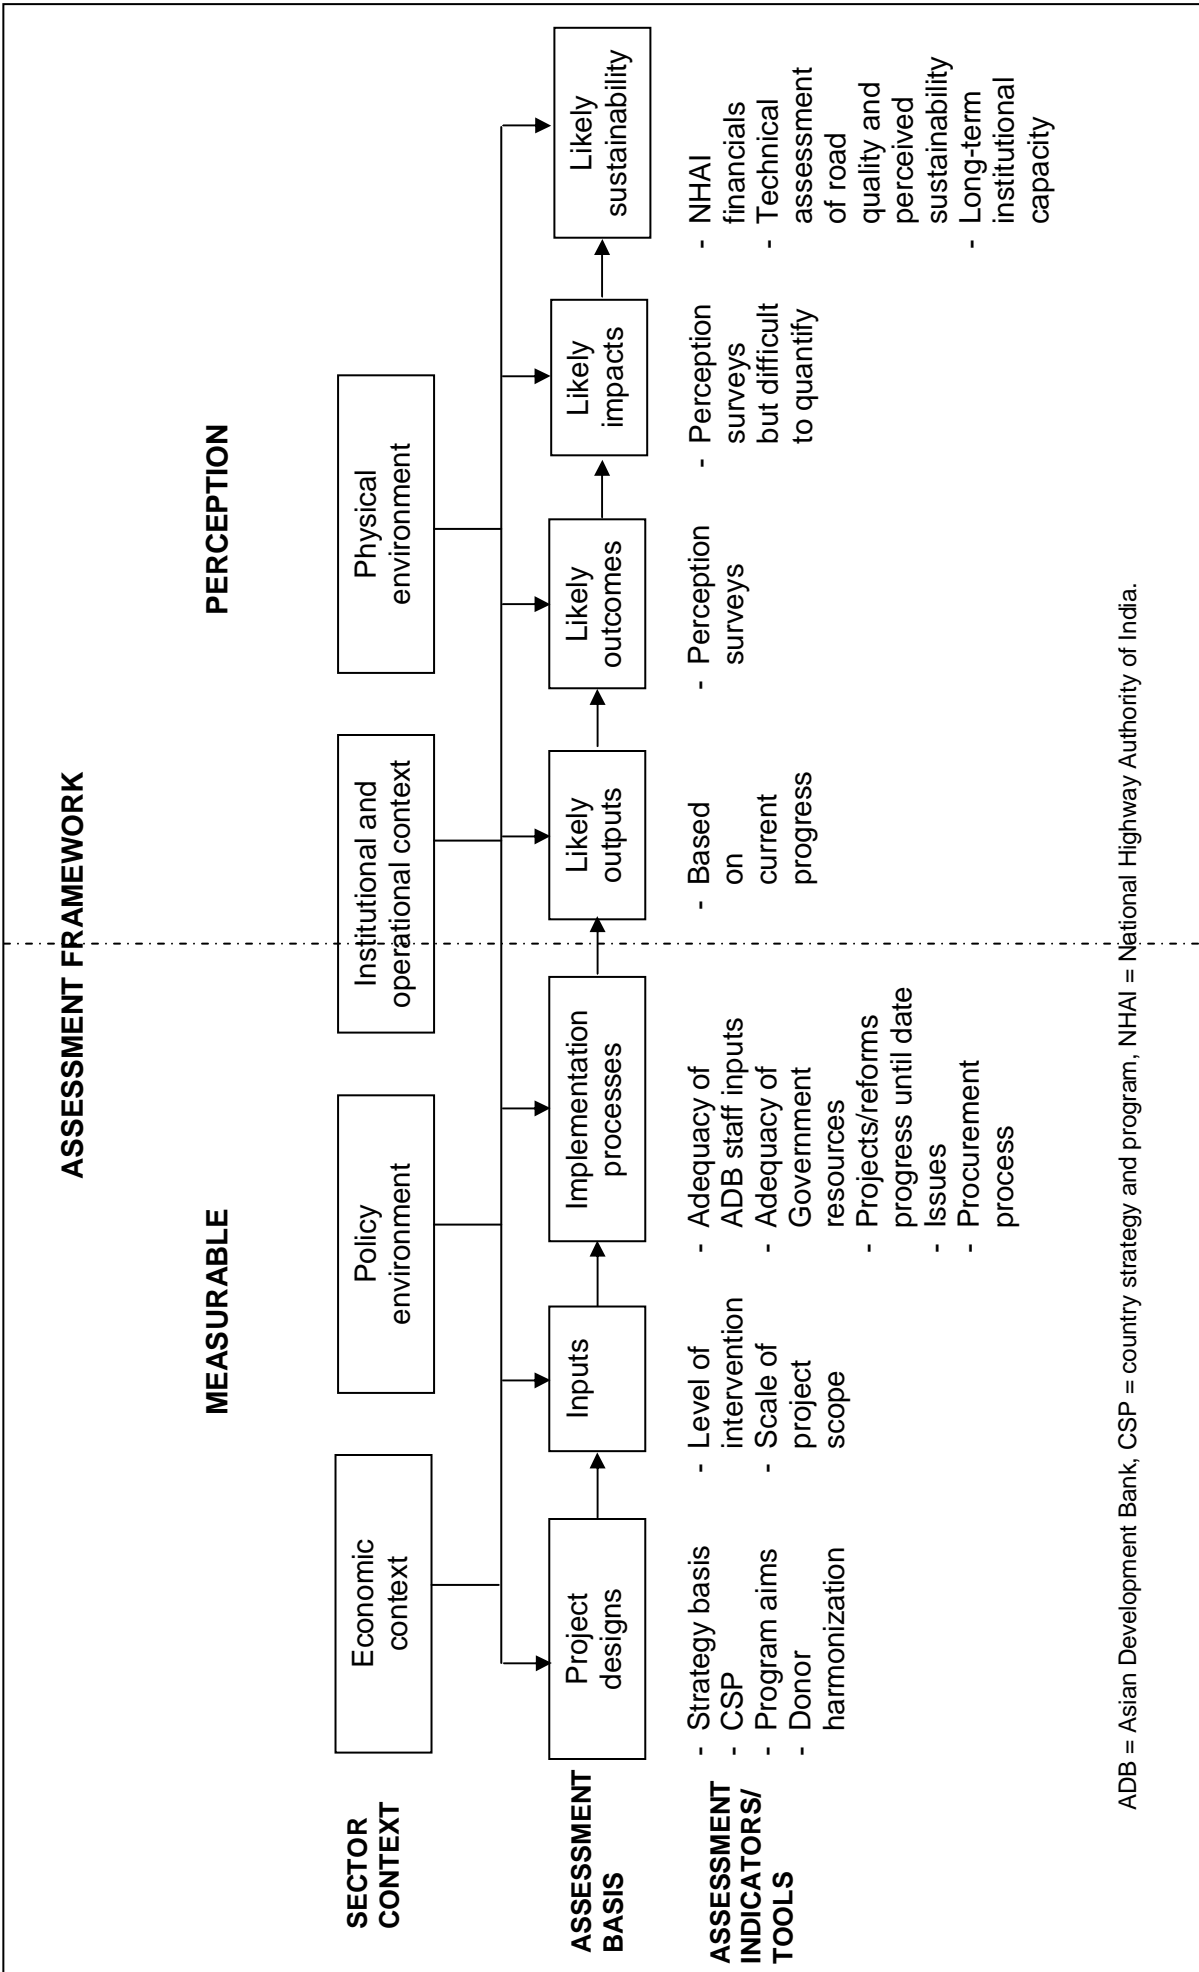 ASSESSMENT FRAMEWORK
MEASURABLE
PERCEPTION
SECTOR
CONTEXT
Economic
context
Policy
environment
Institutional and
operational context
Physical
environment
ASSESSMENT
BASIS
Project
designs
Inputs
Implementation
processes
Likely
outputs
Likely
outcomes
Likely
impacts
Likely
sustainability
ASSESSMENT
INDICATORS/
TOOLS
- Strategy basis
- CSP
- Program aims
- Donor
harmonization
- Level of
intervention
- Scale of
project
scope
- Adequacy of
ADB staff inputs
- Adequacy of
Government
resources
- Projects/reforms
progress until date
- Issues
- Procurement
process
- Based
on
current
progress
- Perception
surveys
- Perception
surveys
but difficult
to quantify
- NHAI
financials
- Technical
assessment
of road
quality and
perceived
sustainability
- Long-term
institutional
capacity
ADB = Asian Development Bank, CSP = country strategy and program, NHAI = National Highway Authority of India.